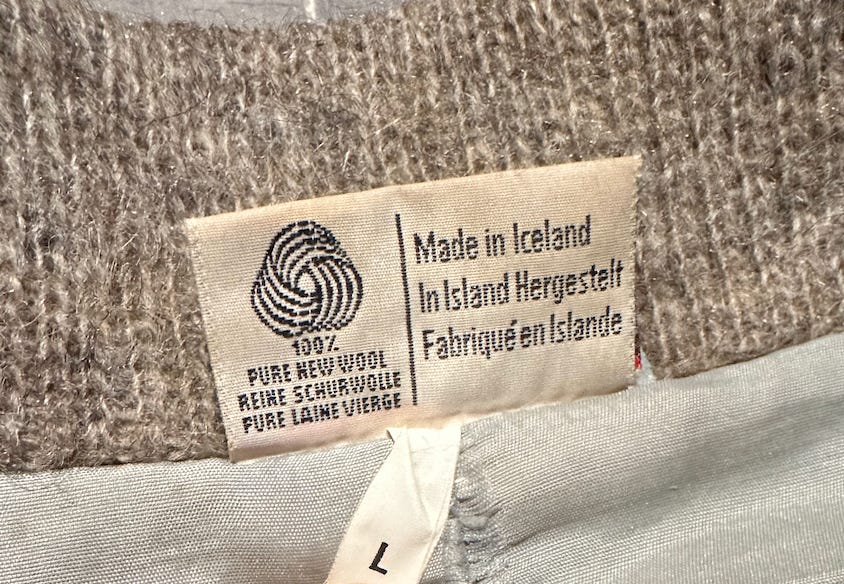 100%
PURE NEW WOOL
REINE SCHURWOLLE
PURE LAINE VIERGE
Made in Iceland
In Island Hergestelt
Fabriqué en Islande
L